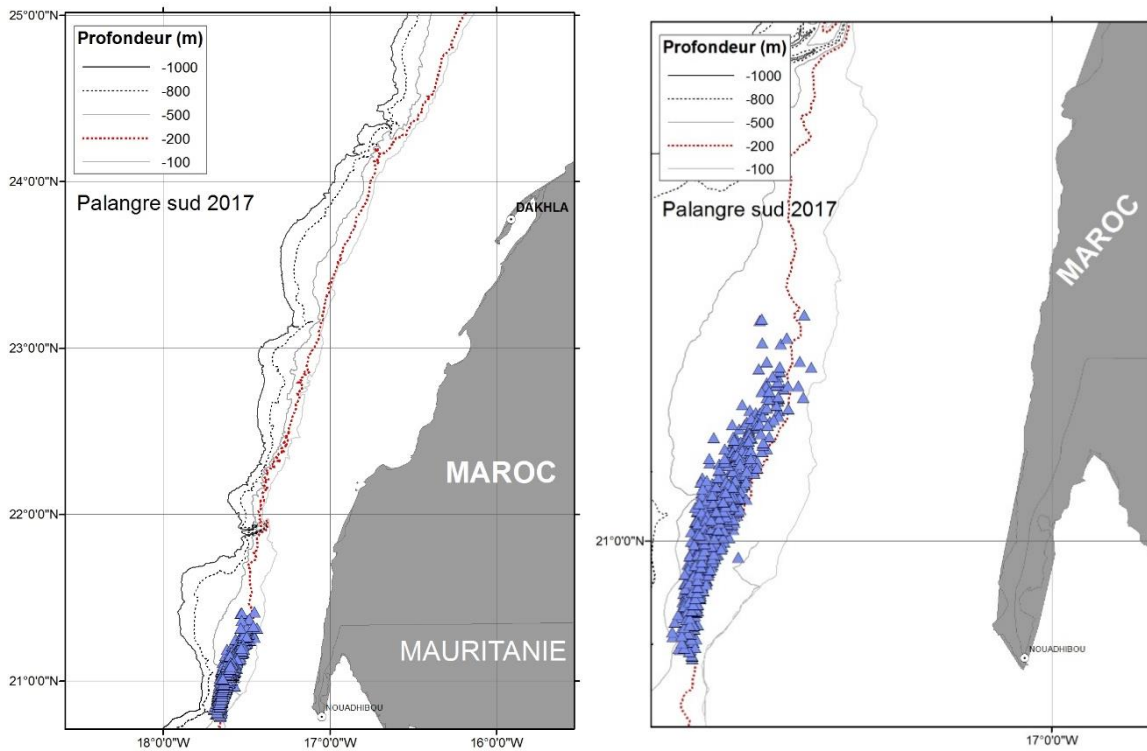 25°0'0"N
Profondeur (m)
-1000
-800
-500
-200
-100
24°0'0"N
Palangre sud 2017
DAKHLA
23°0'0"N
MAROC
22°0'0"N
MAURITANIE
21°0'0"N
NOUADHIBOU
18°0'0"W
17°0'0"W
16°0'0"W
Profondeur (m)
-1000
-800
-500
-200
-100
Palangre sud 2017
MAROC
21°0'0"N
NOUADHIBOU
17°0'0"W